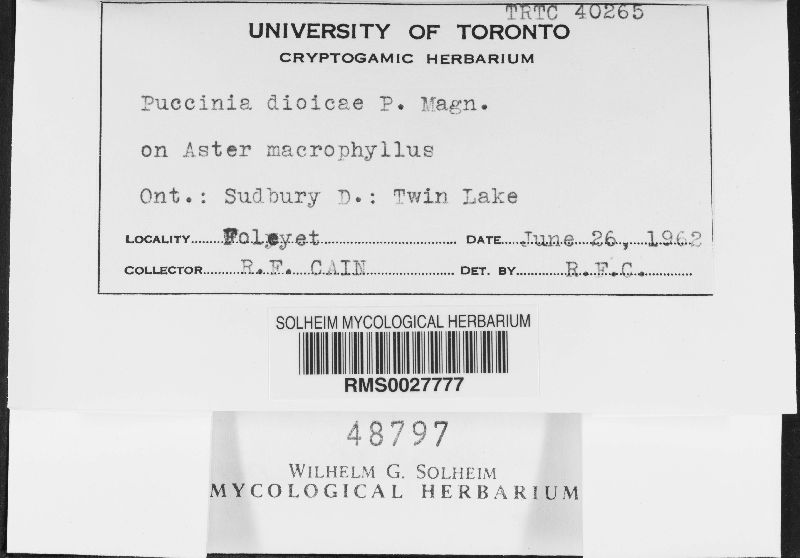 TRTC 40265
UNIVERSITY OF TORONTO
CRYPTOGAMIC HERBARIUM
Puccinia dioicae P. Magn.
on Aster macrophyllus
Ont.: Sudbury D.: Twin Lake
LOCALITY Foleyet DATE June 26, 1962
COLLECTOR R.F. CAIN DET. BY R.F.C.
SOLHEIM MYCOLOGICAL HERBARIUM
RMS0027777
48797
WILHELM G. SOLHEIM
MYCOLOGICAL HERBARIUM